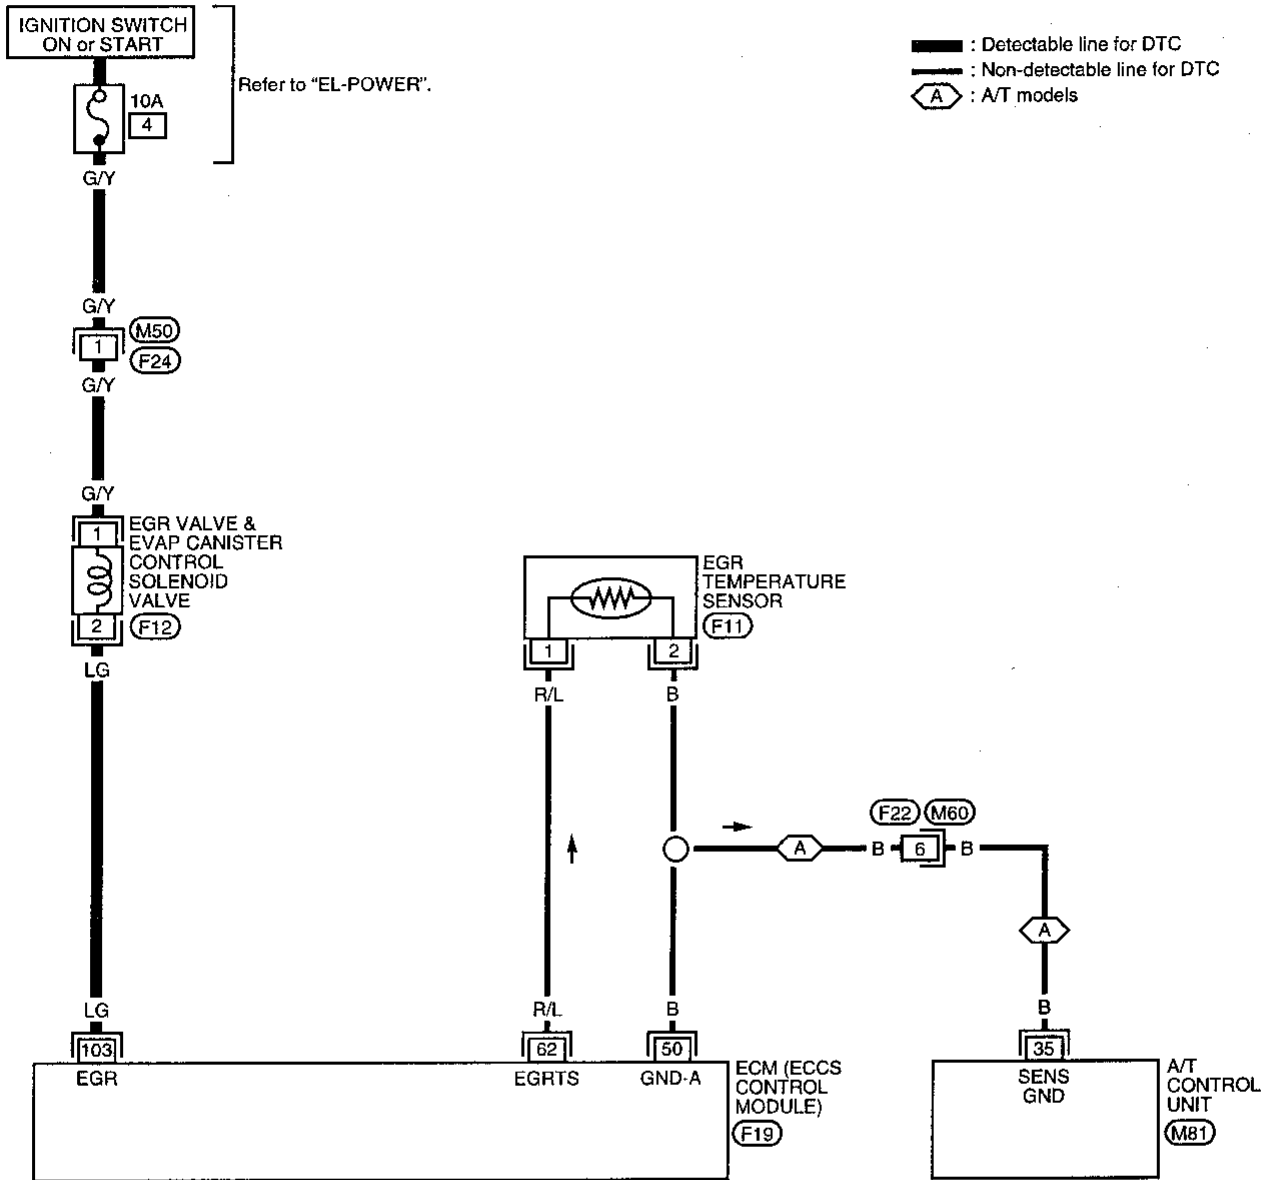 IGNITION SWITCH
ON or START
Refer to “EL-POWER”.
: Detectable line for DTC
: Non-detectable line for DTC
A : A/T models
10A
4
G/Y
G/Y
1
M50
F24
G/Y
G/Y
1
EGR VALVE &
EVAP CANISTER
CONTROL
SOLENOID
VALVE
2
F12
LG
EGR
TEMPERATURE
SENSOR
F11
1
2
R/L
B
F22 M60
A
B
6
B
A
LG
R/L
B
B
103
62
50
35
EGR
EGRTS
GND-A
ECM (ECCS
CONTROL
MODULE)
F19
SENS
GND
A/T
CONTROL
UNIT
M81